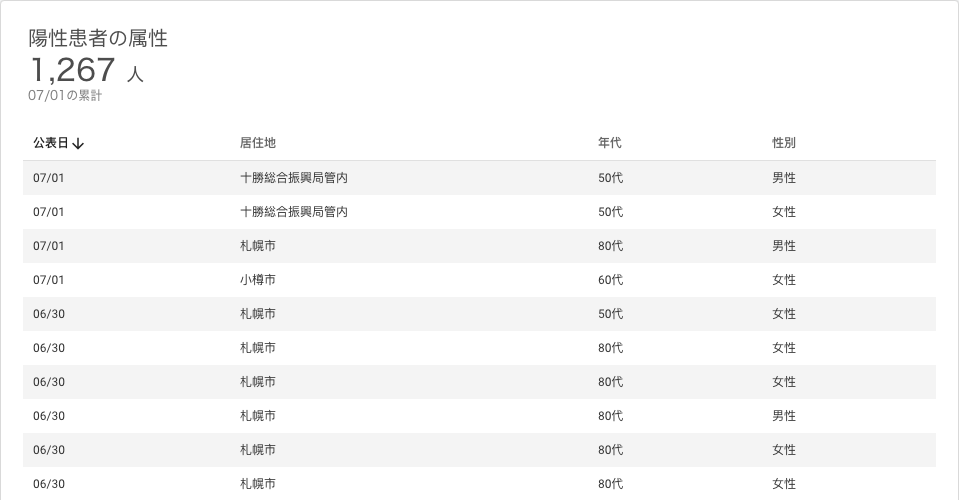 陽性患者の属性
1,267 人
07/01の累計
公表日↓ 居住地 年代 性別
07/01 十勝総合振興局管内 50代 男性
07/01 十勝総合振興局管内 50代 女性
07/01 札幌市 80代 男性
07/01 小樽市 60代 女性
06/30 札幌市 50代 女性
06/30 札幌市 80代 女性
06/30 札幌市 80代 女性
06/30 札幌市 80代 男性
06/30 札幌市 80代 女性
06/30 札幌市 80代 女性